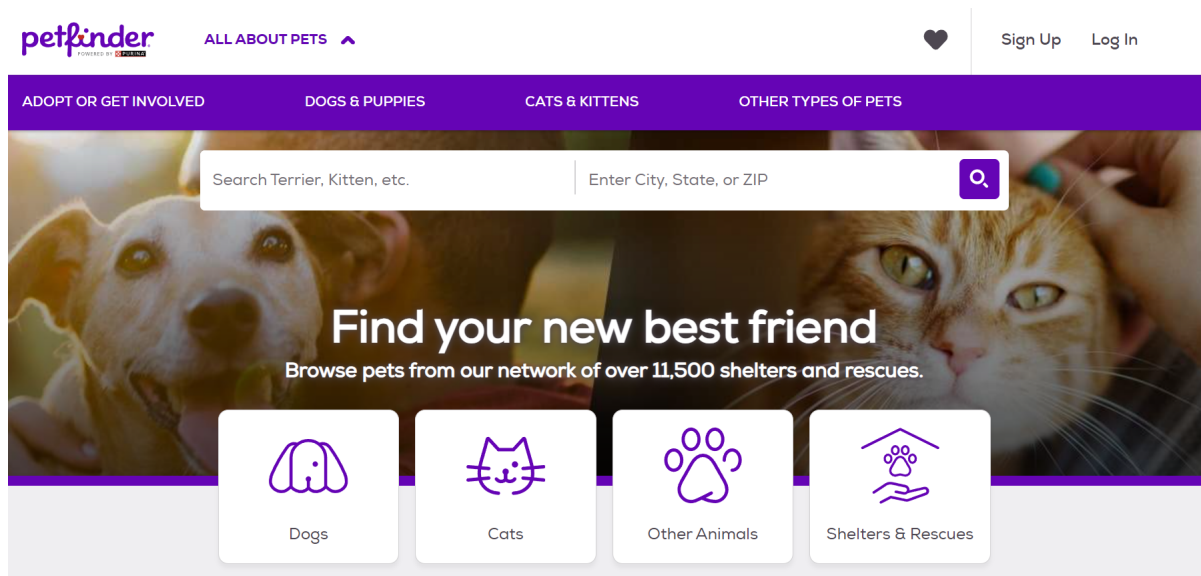 petfinder
POWERED BY PURINA
ALL ABOUT PETS
Sign Up
Log In
ADOPT OR GET INVOLVED
DOGS & PUPPIES
CATS & KITTENS
OTHER TYPES OF PETS
Search Terrier, Kitten, etc.
Enter City, State, or ZIP
Find your new best friend
Browse pets from our network of over 11,500 shelters and rescues.
Dogs
Cats
Other Animals
Shelters & Rescues